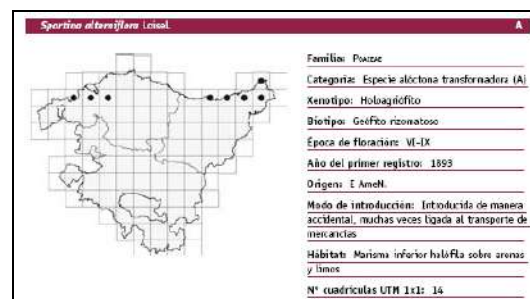 Spartina alterniflora Loisel. A
Familia: POACEAE
Categoría: Especie alóctona transformadora (A)
Xenotipo: Holoagriófito
Biotipo: Geófito rizomatoso
Época de floración: VI-IX
Año del primer registro: 1893
Origen: E AmeN.
Modo de introducción: Introducida de manera
accidental, muchas veces ligada al transporte de
mercancías
Hábitat: Marisma inferior halófila sobre arenas
y limos
Nº cuadrículas UTM 1x1: 14